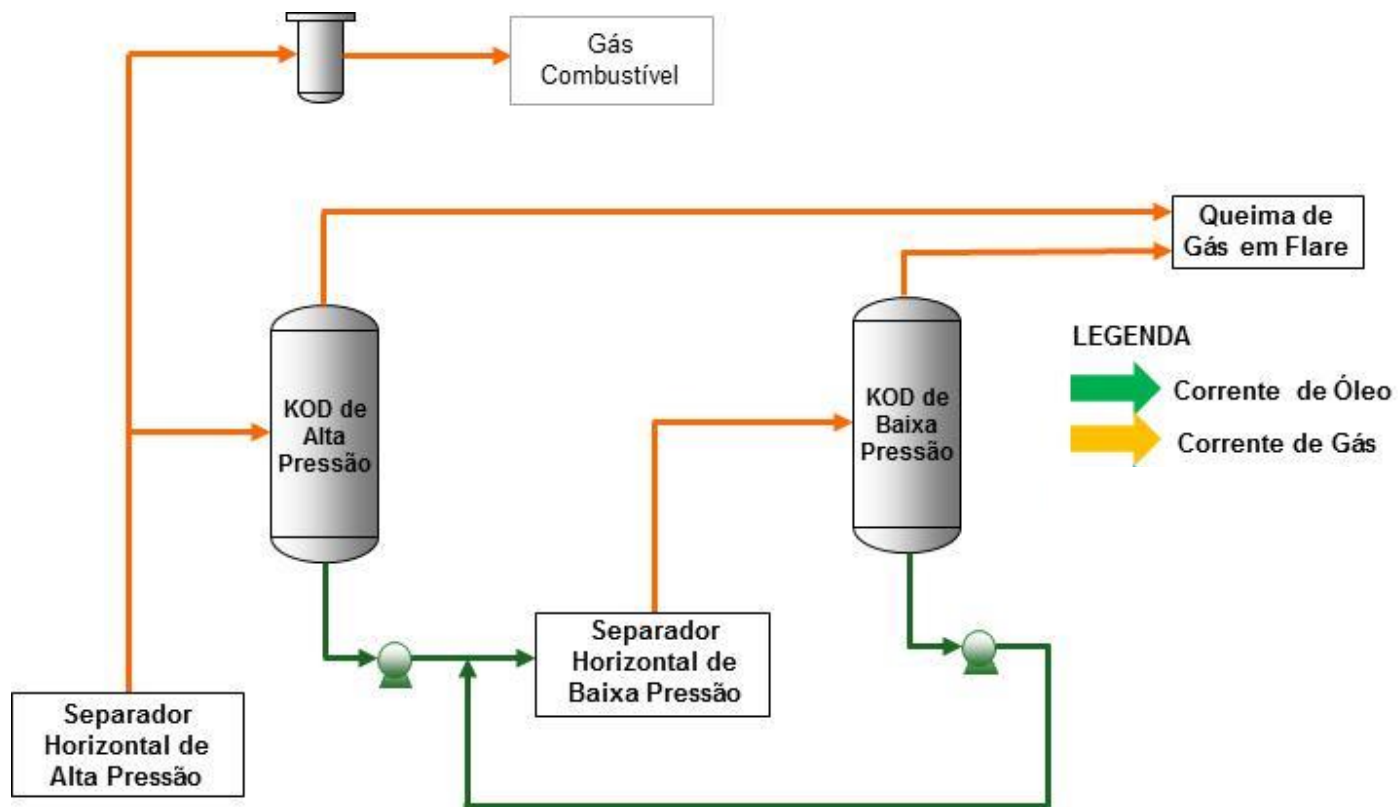 Gás
Combustível
Queima de
Gás em Flare
KOD de
Alta
Pressão
KOD de
Baixa
Pressão
LEGENDA
Corrente de Óleo
Corrente de Gás
Separador
Horizontal de
Baixa Pressão
Separador
Horizontal de
Alta Pressão